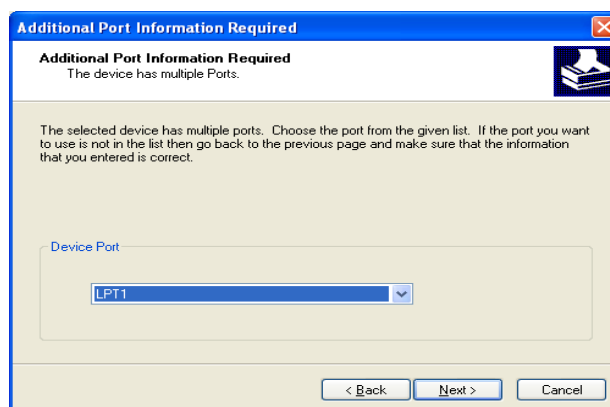 Additional Port Information Required
Additional Port Information Required
The device has multiple Ports.
The selected device has multiple ports. Choose the port from the given list. If the port you want
to use is not in the list then go back to the previous page and make sure that the information
that you entered is correct.
Device Port
LPT1
< Back
Next >
Cancel